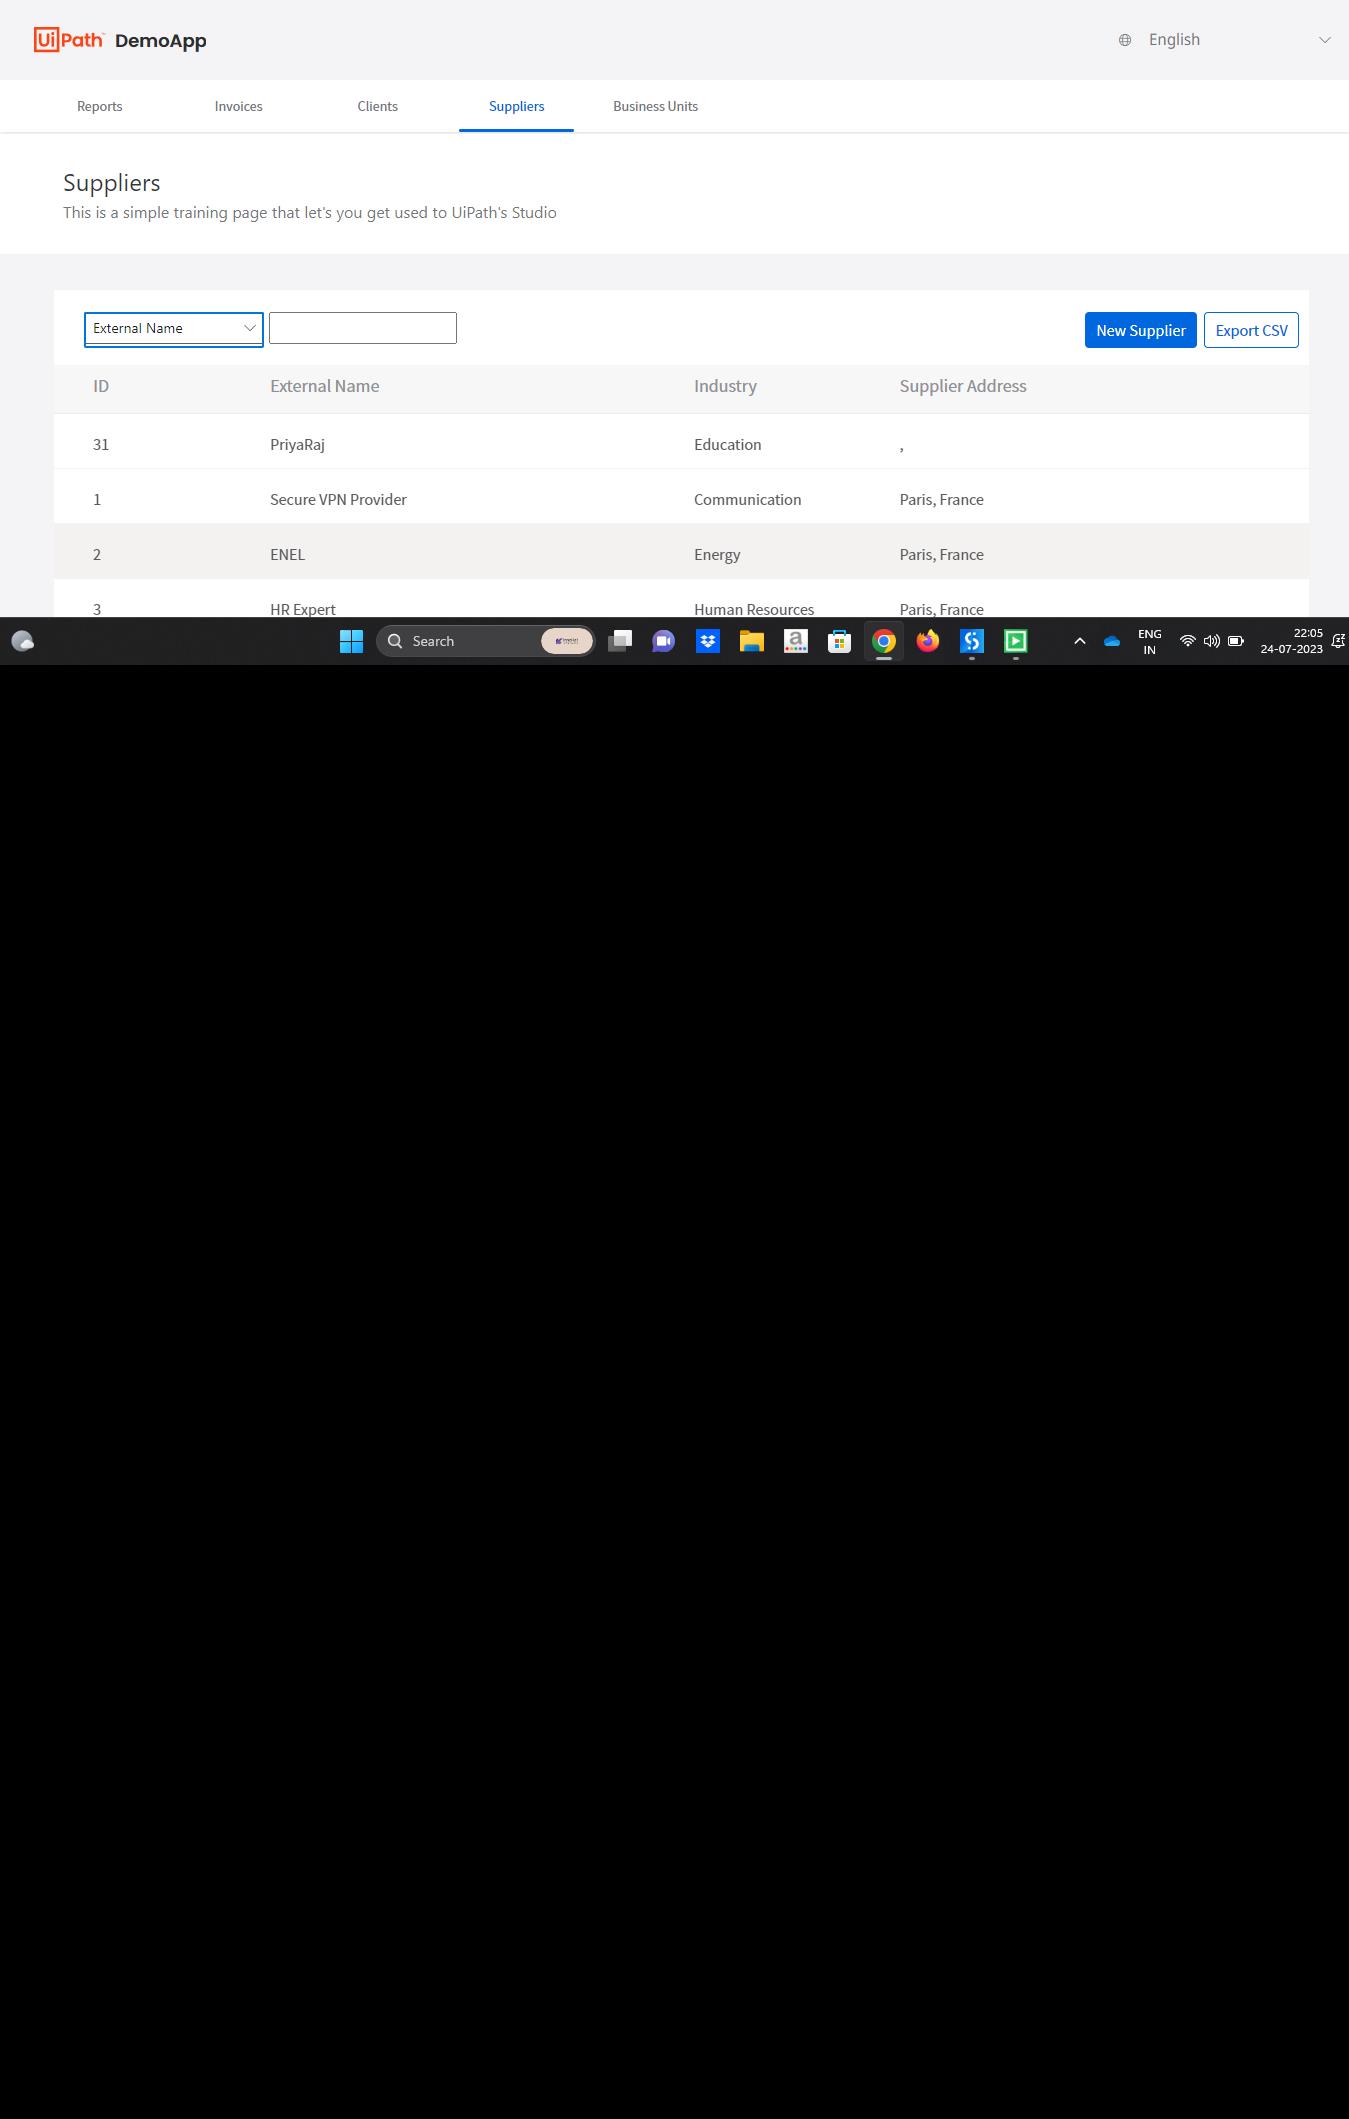 UiPath DemoApp
English
Reports Invoices Clients Suppliers Business Units
Suppliers
This is a simple training page that let's you get used to UiPath's Studio
External Name
New Supplier Export CSV
ID External Name Industry Supplier Address
31 PriyaRaj Education ,
1 Secure VPN Provider Communication Paris, France
2 ENEL Energy Paris, France
3 HR Expert Human Resources Paris, France
Search
ENG
IN
22:05
24-07-2023